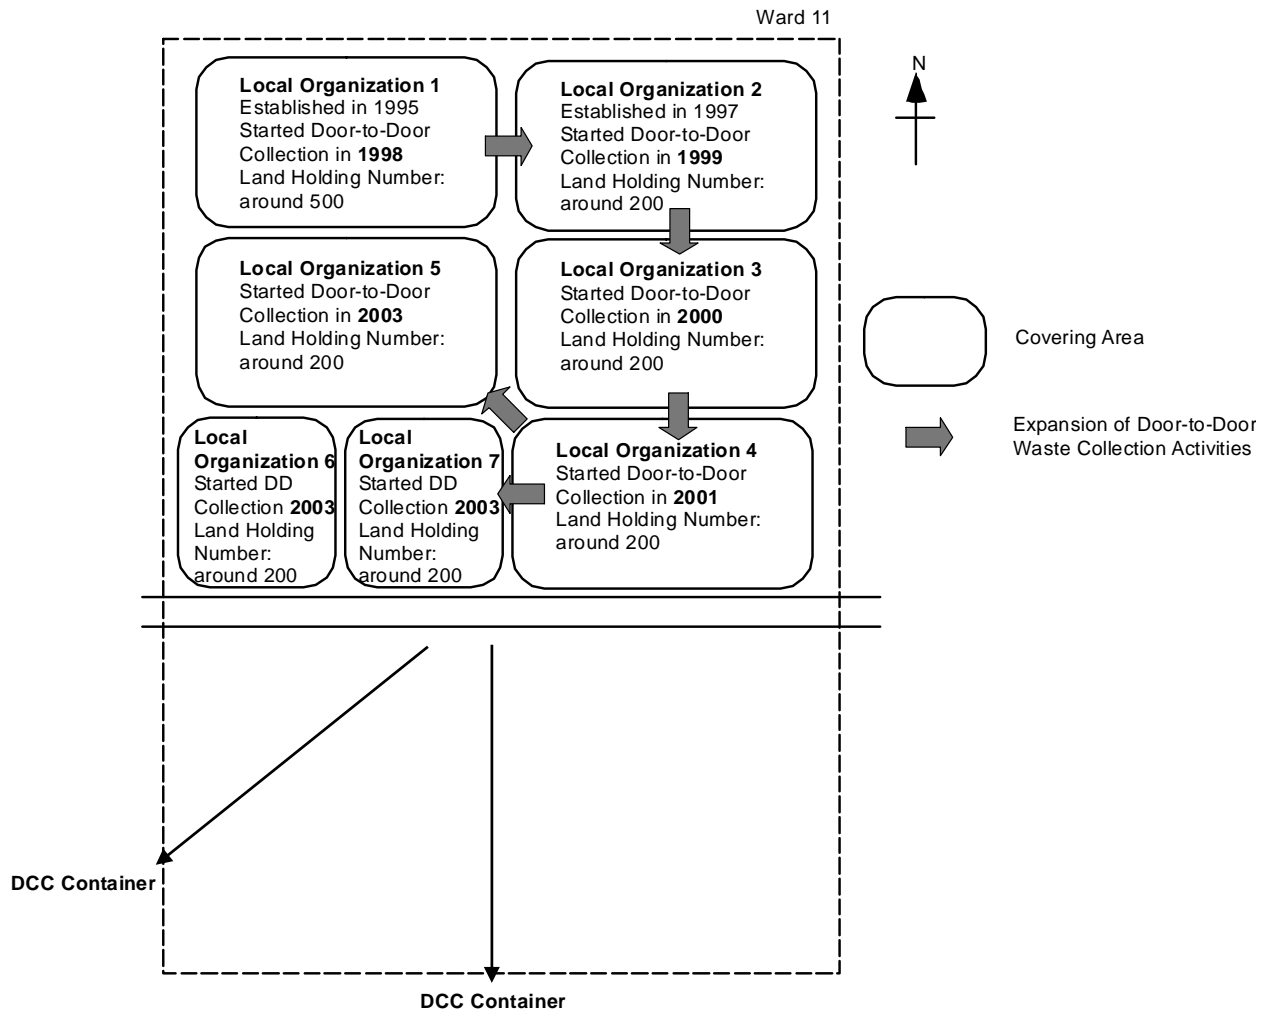 Ward 11
N
Local Organization 1
Established in 1995
Started Door-to-Door
Collection in 1998
Land Holding Number:
around 500
Local Organization 2
Established in 1997
Started Door-to-Door
Collection in 1999
Land Holding Number:
around 200
Local Organization 5
Started Door-to-Door
Collection in 2003
Land Holding Number:
around 200
Local Organization 3
Started Door-to-Door
Collection in 2000
Land Holding Number:
around 200
Covering Area
Expansion of Door-to-Door
Waste Collection Activities
Local
Organization 6
Started DD
Collection 2003
Land Holding
Number:
around 200
Local
Organization 7
Started DD
Collection 2003
Land Holding
Number:
around 200
Local Organization 4
Started Door-to-Door
Collection in 2001
Land Holding Number:
around 200
DCC Container
DCC Container